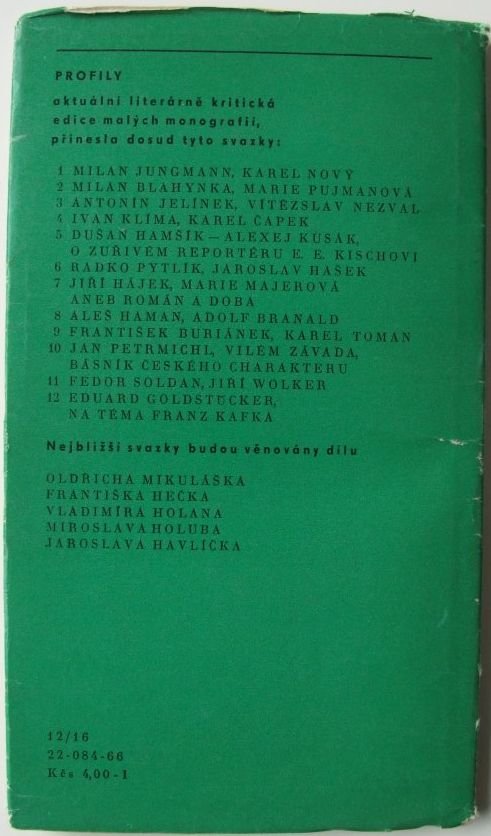 PROFILY
aktuální literárně kritická
edice malých monografií,
přinesla dosud tyto svazky:
1 MILAN JUNGMANN, KAREL NOVÝ
2 MILAN BLAHYNKA, MARIE PUJMANOVÁ
3 ANTONÍN JELÍNEK, VÍTĚZSLAV NEZVAL
4 IVAN KLÍMA, KAREL ČAPEK
5 DUŠAN HAMŠÍK – ALEXEJ KUSÁK,
O ZUŘIVÉM REPORTÉRU E. E. KISCHOVI
6 RADKO PYTLÍK, JAROSLAV HAŠEK
7 JIŘÍ HÁJEK, MARIE MAJEROVÁ
ANEB ROMÁN A DOBA
8 ALEŠ HAMAN, ADOLF BRANALD
9 FRANTIŠEK BURIÁNEK, KAREL TOMAN
10 JAN PETRMICHL, VILÉM ZÁVADA,
BÁSNÍK ČESKÉHO CHARAKTERU
11 FEDOR SOLDAN, JIŘÍ WOLKER
12 EDUARD GOLDSTÜCKER,
NA TÉMA FRANZ KAFKA
Nejbližší svazky budou věnovány dílu
OLDŘICHA MIKULÁŠKA
FRANTIŠKA HEČKA
VLADIMÍRA HOLANA
MIROSLAVA HOLUBA
JAROSLAVA HAVLÍČKA
12/16
22-084-66
Kčs 4,00-I